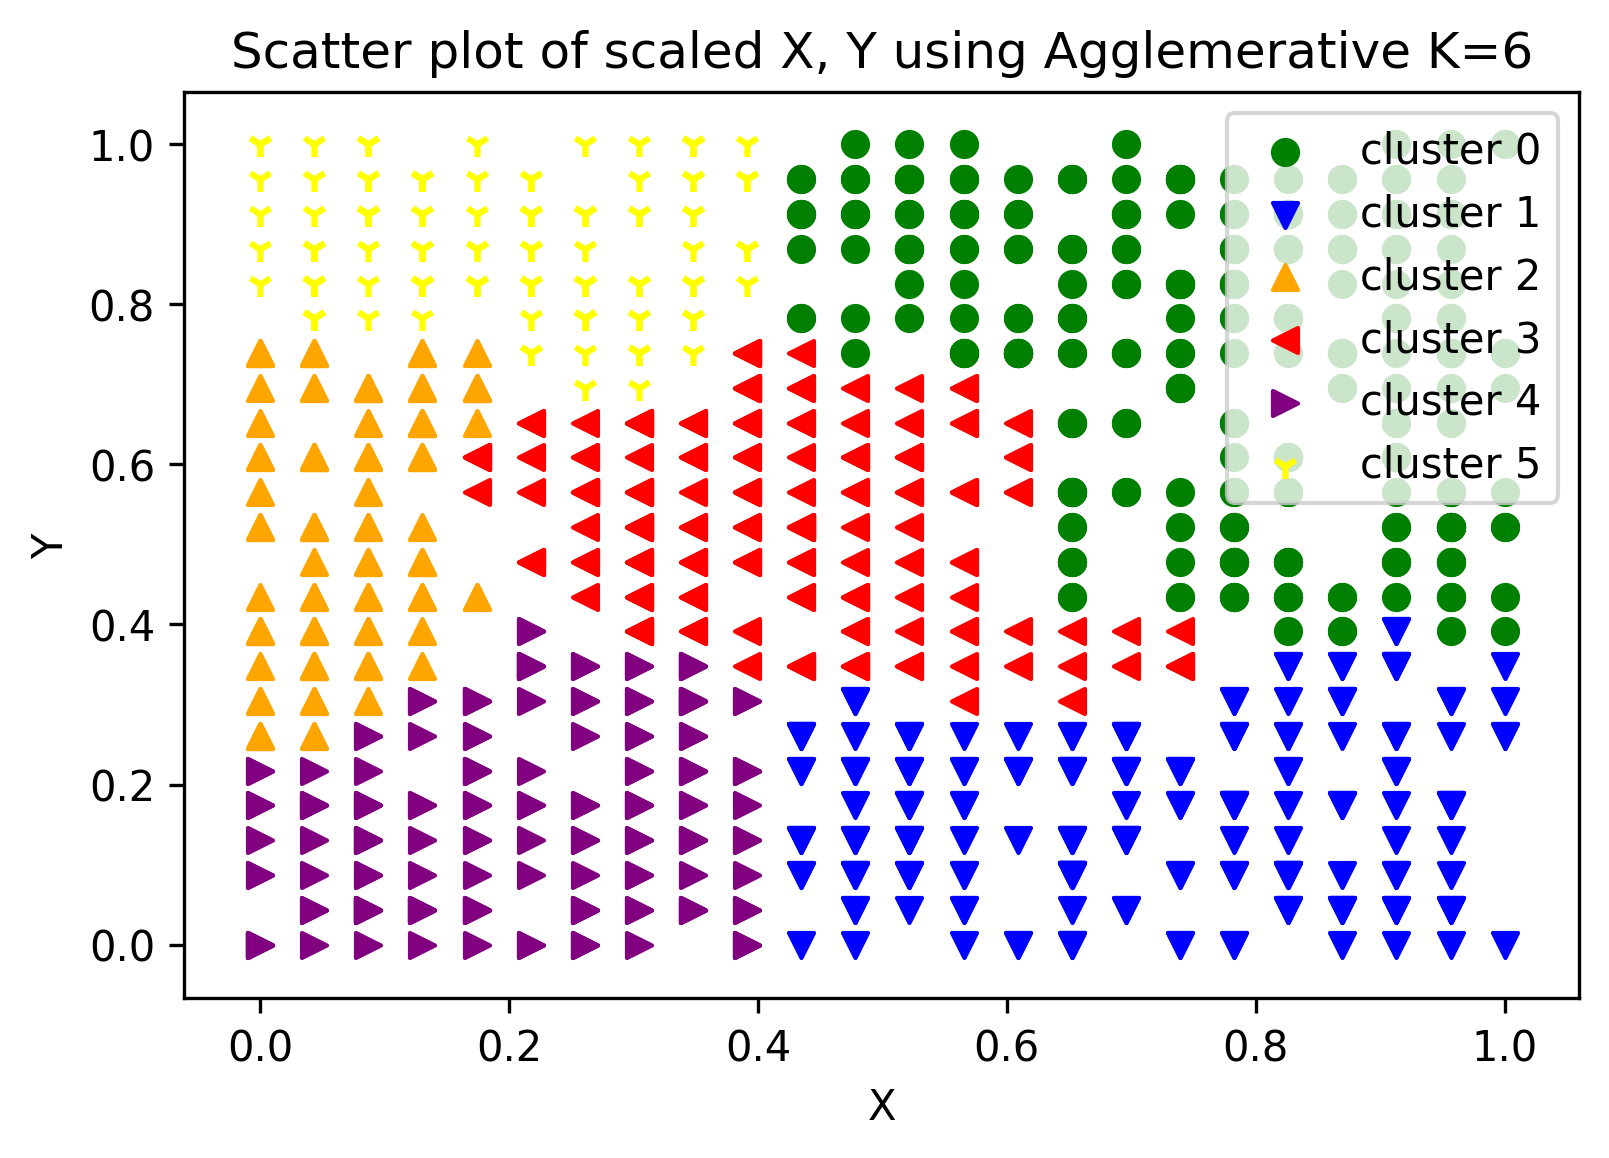 Scatter plot of scaled X, Y using Agglemerative K=6
1.0
0.8
0.6
0.4
0.2
0.0
Y
cluster 0
cluster 1
cluster 2
cluster 3
cluster 4
cluster 5
0.0 0.2 0.4 0.6 0.8 1.0
X